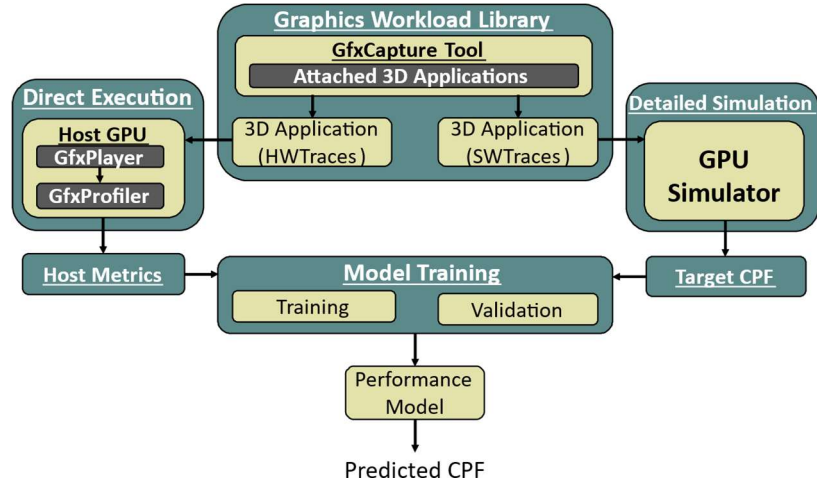 Graphics Workload Library
GfxCapture Tool
Attached 3D Applications
3D Application
(HWTraces)
3D Application
(SWTraces)
Direct Execution
Host GPU
GfxPlayer
GfxProfiler
Detailed Simulation
GPU
Simulator
Host Metrics
Model Training
Training
Validation
Target CPF
Performance
Model
Predicted CPF